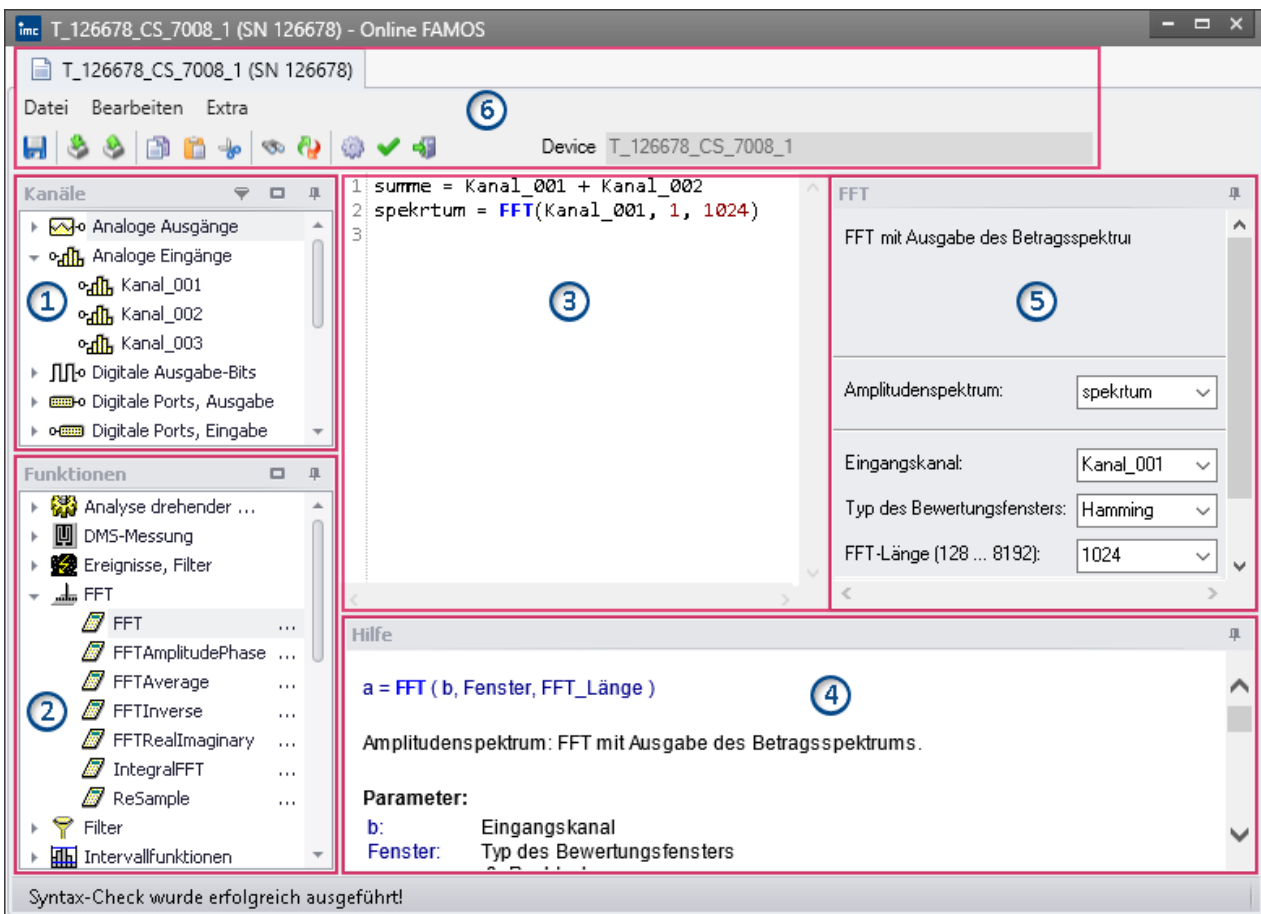 imc T_126678_CS_7008_1 (SN 126678) - Online FAMOS
T_126678_CS_7008_1 (SN 126678)
Datei Bearbeiten Extra
6
Device T_126678_CS_7008_1
Kanäle
Analoge Ausgänge
Analoge Eingänge
Kanal_001
Kanal_002
Kanal_003
Digitale Ausgabe-Bits
Digitale Ports, Ausgabe
Digitale Ports, Eingabe
1
Funktionen
Analyse drehender ...
DMS-Messung
Ereignisse, Filter
FFT
FFT ...
FFTAmplitudePhase ...
FFTAverage ...
FFTInverse ...
FFTRealImaginary ...
IntegralFFT ...
ReSample ...
Filter
Intervallfunktionen
2
1 summe = Kanal_001 + Kanal_002
2 spekrtum = FFT(Kanal_001, 1, 1024)
3
3
FFT
FFT mit Ausgabe des Betragsspektrur
5
Amplitudenspektrum: spekrtum
Eingangskanal: Kanal_001
Typ des Bewertungsfensters: Hamming
FFT-Länge (128 ... 8192): 1024
Hilfe
a = FFT ( b, Fenster, FFT_Länge )
4
Amplitudenspektrum: FFT mit Ausgabe des Betragsspektrums.
Parameter:
b: Eingangskanal
Fenster: Typ des Bewertungsfensters
Syntax-Check wurde erfolgreich ausgeführt!